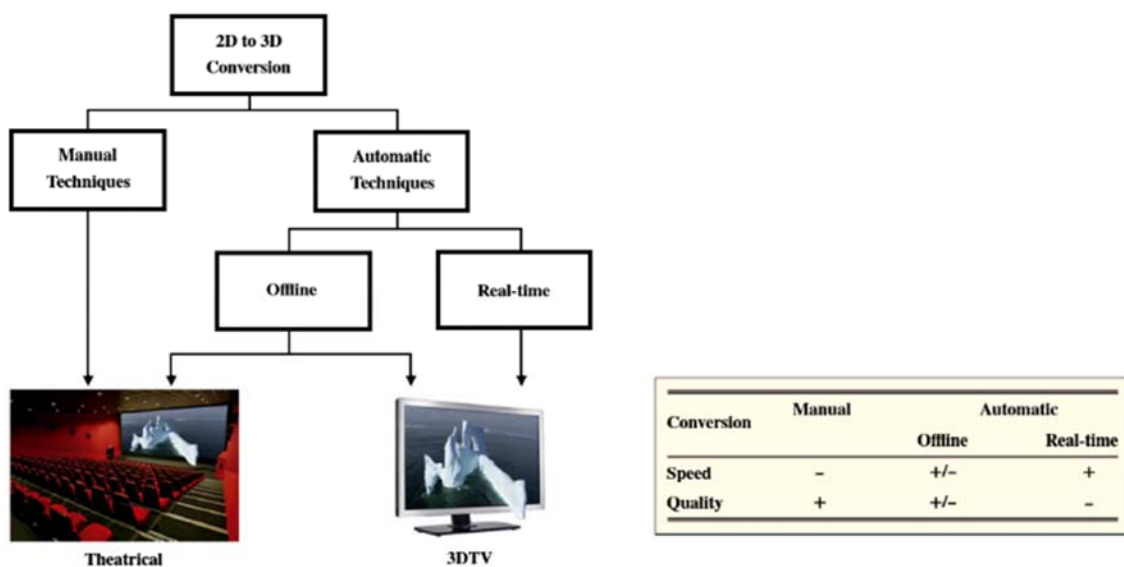 2D to 3D
Conversion
Manual
Techniques
Automatic
Techniques
Offline
Real-time
Theatrical
3DTV
Conversion Manual Automatic
Offline Real-time
Speed – +/– +
Quality + +/– –